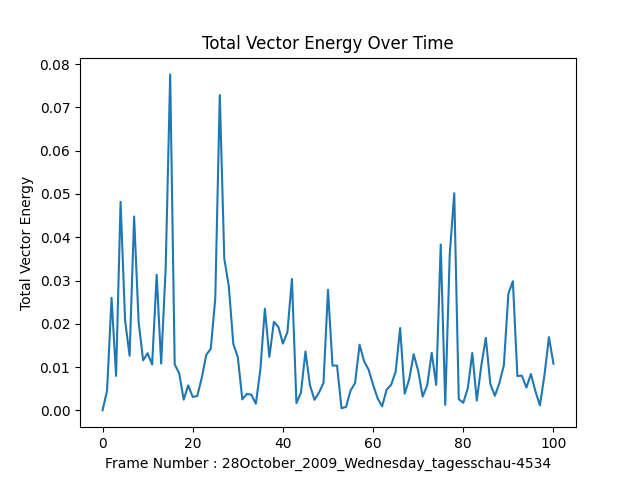 Total Vector Energy Over Time
0.08
0.07
0.06
0.05
0.04
0.03
0.02
0.01
0.00
Total Vector Energy
0 20 40 60 80 100
Frame Number : 28October_2009_Wednesday_tagesschau-4534